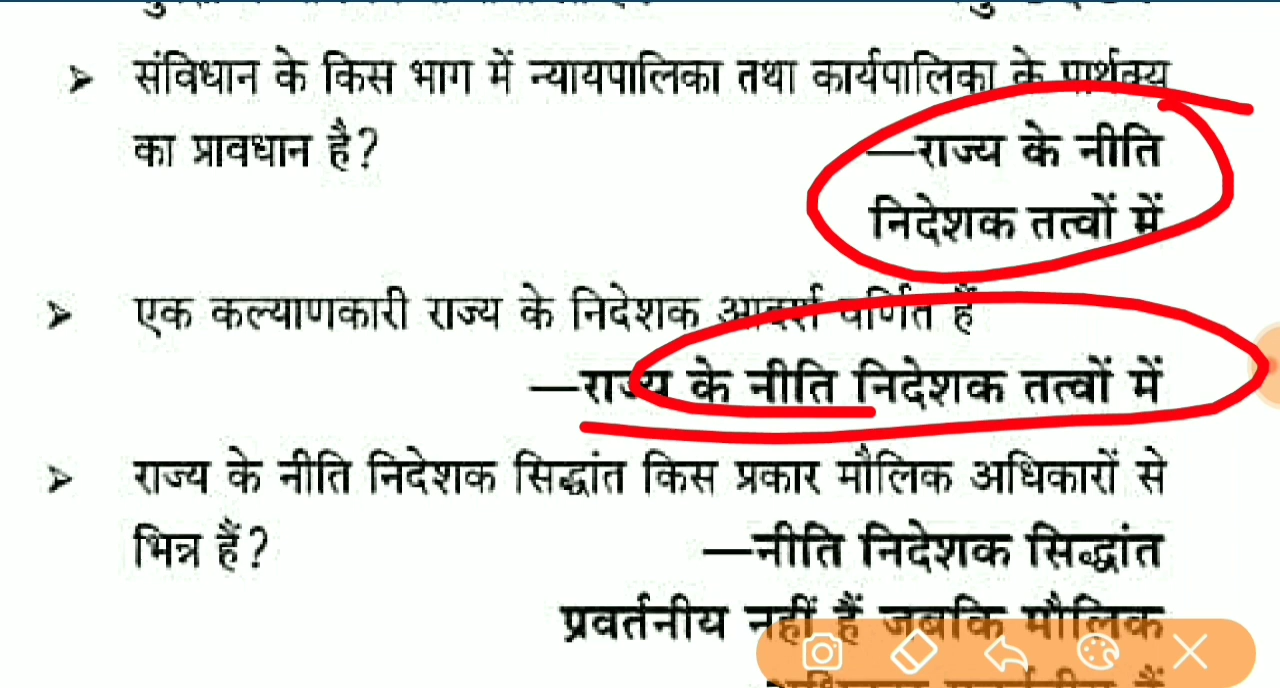 ➤ संविधान के किस भाग में न्यायपालिका तथा कार्यपालिका के पार्थक्य
का प्रावधान है? —राज्य के नीति
निदेशक तत्वों में
➤ एक कल्याणकारी राज्य के निदेशक आदर्श वर्णित हैं
—राज्य के नीति निदेशक तत्वों में
➤ राज्य के नीति निदेशक सिद्धांत किस प्रकार मौलिक अधिकारों से
भिन्न हैं? —नीति निदेशक सिद्धांत
प्रवर्तनीय नहीं हैं जबकि मौलिक